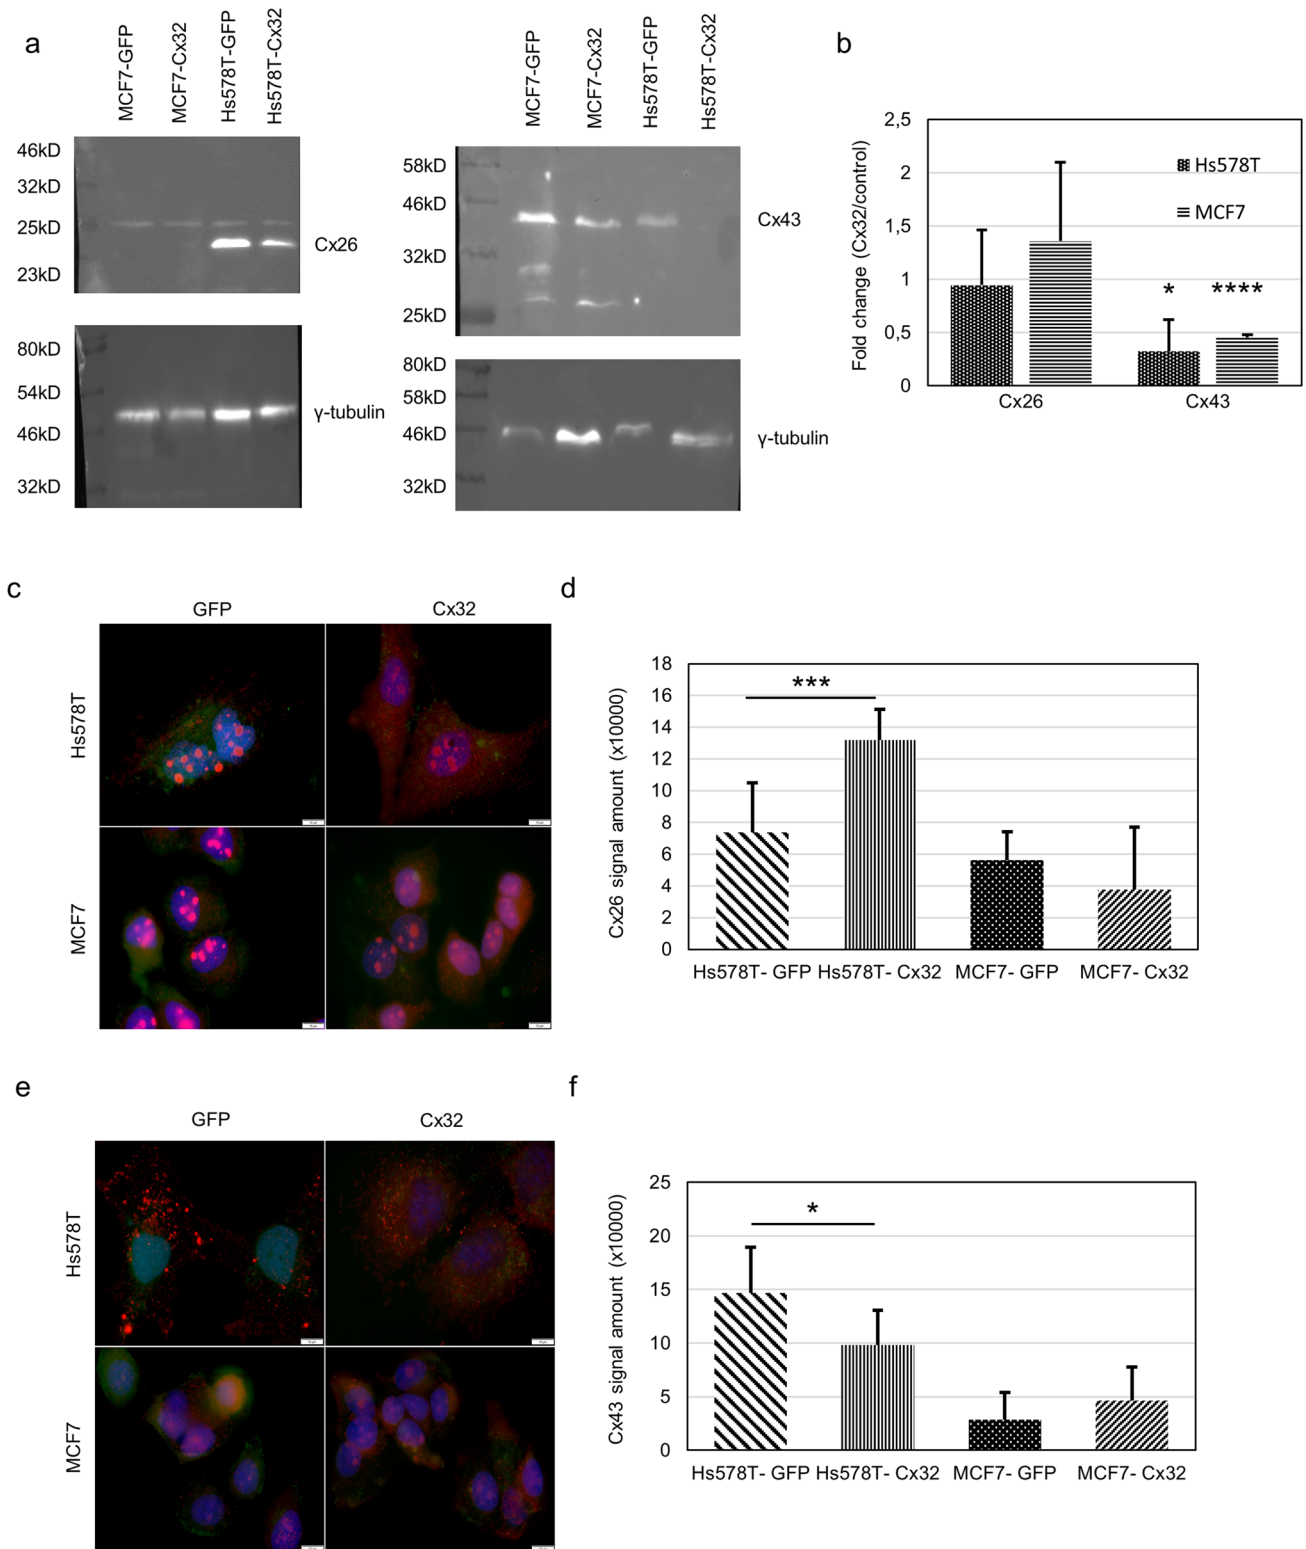 a
MCF7-GFP
MCF7-Cx32
Hs578T-GFP
Hs578T-Cx32
46kD
32kD
25kD
23kD
Cx26
80kD
54kD
46kD
32kD
γ-tubulin
MCF7-GFP
MCF7-Cx32
Hs578T-GFP
Hs578T-Cx32
58kD
46kD
32kD
25kD
Cx43
80kD
58kD
46kD
32kD
γ-tubulin
b
Fold change (Cx32/control)
2,5
2
1,5
1
0,5
0
Hs578T
MCF7
*
****
Cx26
Cx43
c
GFP
Cx32
Hs578T
MCF7
d
Cx26 signal amount (x10000)
18
16
14
12
10
8
6
4
2
0
***
Hs578T- GFP
Hs578T- Cx32
MCF7- GFP
MCF7- Cx32
e
GFP
Cx32
Hs578T
MCF7
f
Cx43 signal amount (x10000)
25
20
15
10
5
0
*
Hs578T- GFP
Hs578T- Cx32
MCF7- GFP
MCF7- Cx32